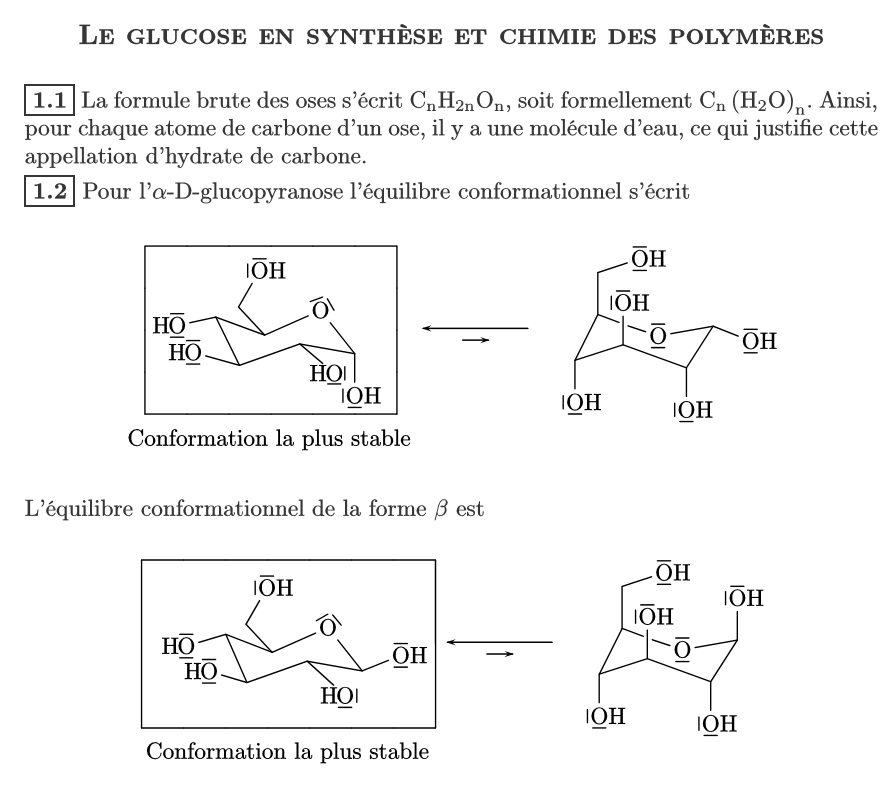 LE GLUCOSE EN SYNTHÈSE ET CHIMIE DES POLYMÈRES
1.1 La formule brute des oses s'écrit CₙH₂ₙOₙ, soit formellement Cₙ (H₂O)ₙ. Ainsi,
pour chaque atome de carbone d'un ose, il y a une molécule d'eau, ce qui justifie cette
appellation d'hydrate de carbone.
1.2 Pour l'α-D-glucopyranose l'équilibre conformationnel s'écrit
OH
OH
OH
O
HO
O
OH
HO
HO
OH
OH
OH
Conformation la plus stable
L'équilibre conformationnel de la forme β est
OH
OH
OH
OH
O
HO
O
OH
HO
HO
OH
OH
Conformation la plus stable